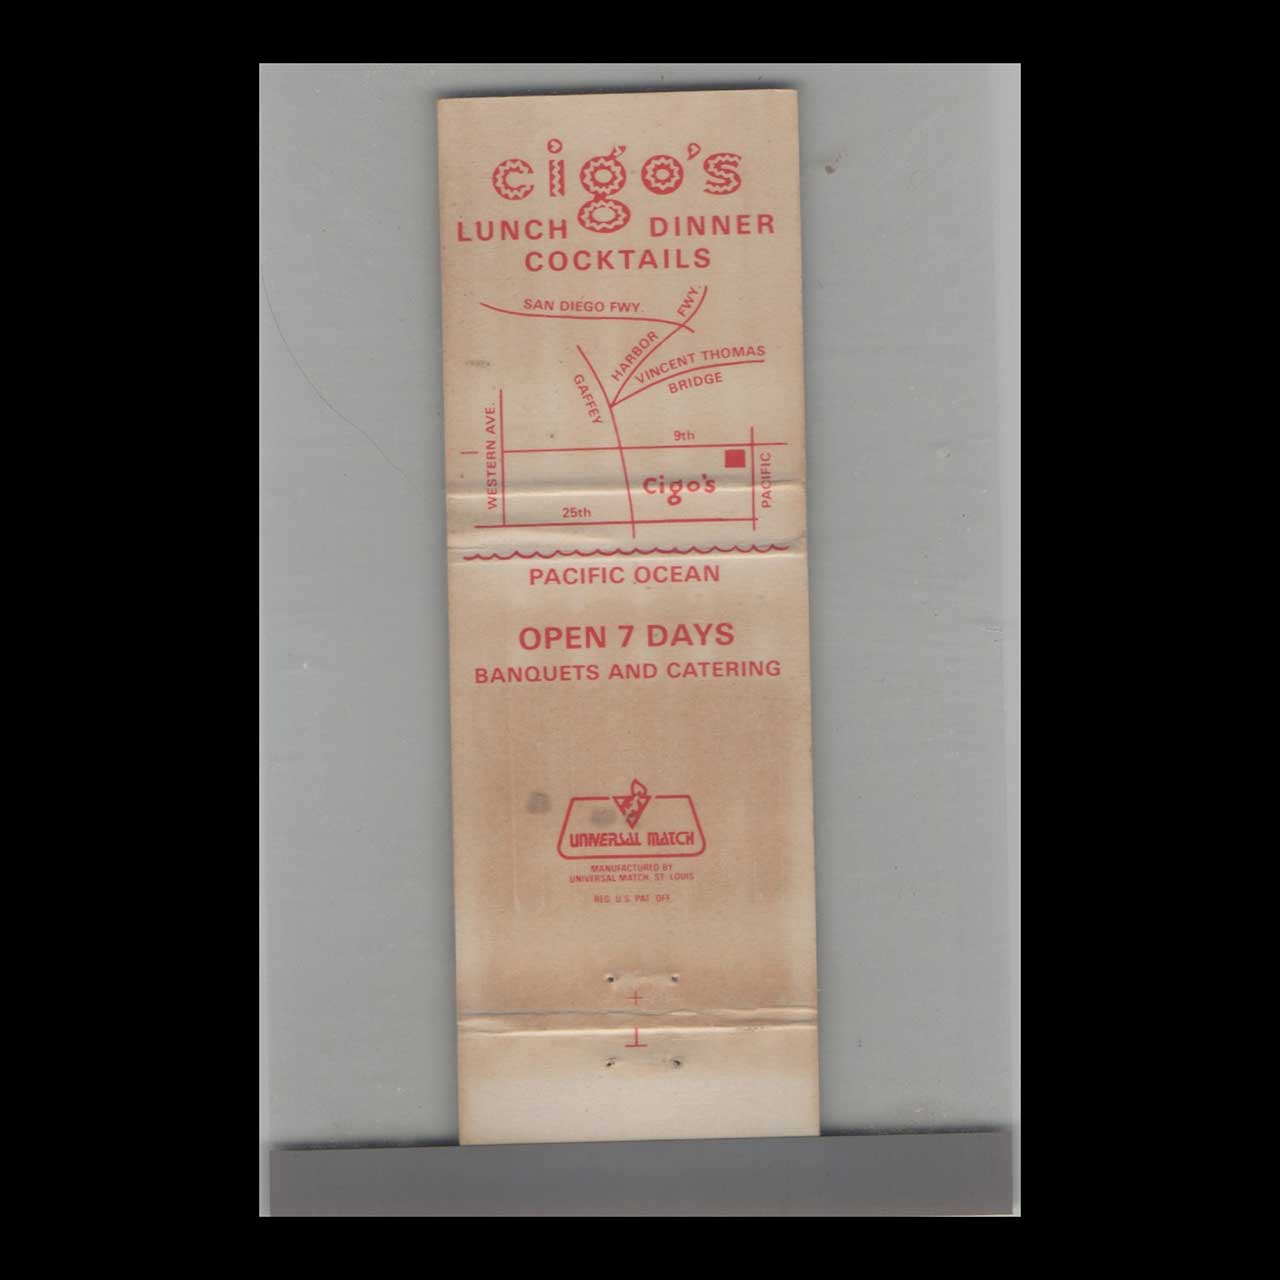 cigo's
LUNCH DINNER
COCKTAILS
SAN DIEGO FWY.
HARBOR FWY.
VINCENT THOMAS
BRIDGE
GAFFEY
WESTERN AVE.
9th
PACIFIC
Cigo's
25th
PACIFIC OCEAN
OPEN 7 DAYS
BANQUETS AND CATERING
UNIVERSAL MATCH
MANUFACTURED BY
UNIVERSAL MATCH, ST. LOUIS
REG. U.S. PAT. OFF.